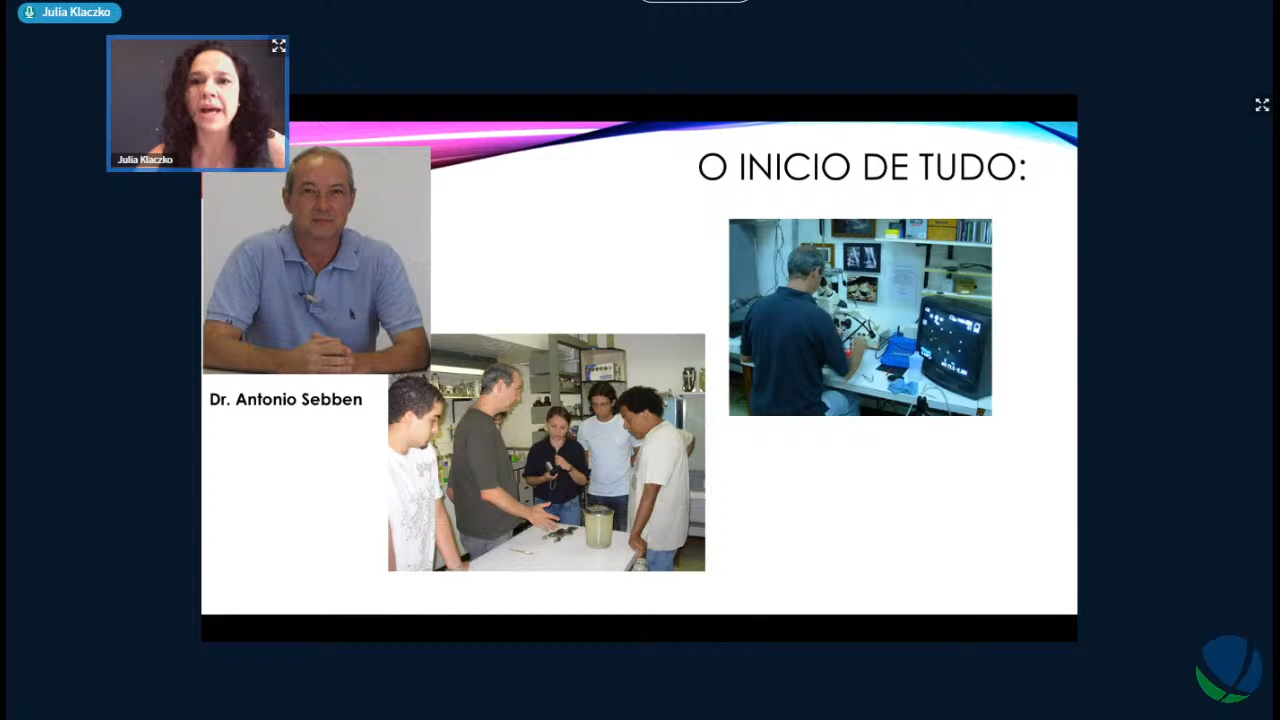 Julia Klaczko
Julia Klaczko
O INICIO DE TUDO:
Dr. Antonio Sebben